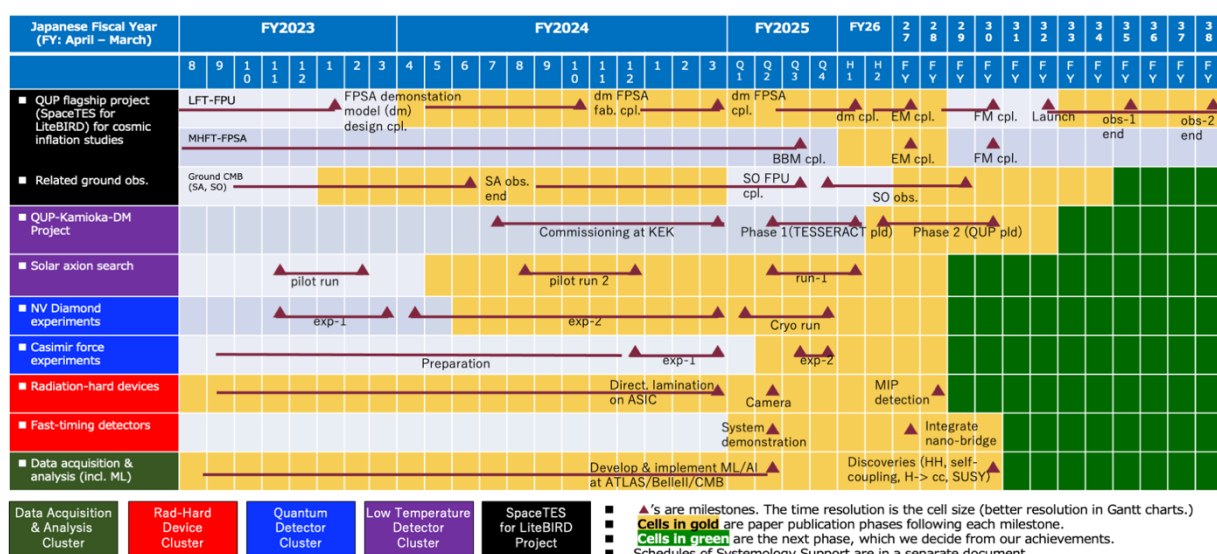 Japanese Fiscal Year
(FY: April – March)
FY2023
FY2024
FY2025
FY26
2
7
2
8
2
9
3
0
3
1
3
2
3
3
3
4
3
5
3
6
3
7
3
8
8
9
1
0
1
1
1
2
1
2
3
4
5
6
7
8
9
1
0
1
1
1
2
1
2
3
Q
1
Q
2
Q
3
Q
4
H
1
H
2
F
Y
F
Y
F
Y
F
Y
F
Y
F
Y
F
Y
F
Y
F
Y
F
Y
F
Y
F
Y
■ QUP flagship project
(SpaceTES for
LiteBIRD) for cosmic
inflation studies
LFT-FPU
FPSA demonstation
model (dm)
design cpl.
dm FPSA
fab. cpl.
dm FPSA
cpl.
dm cpl.
EM cpl.
FM cpl.
Launch
obs-1
end
obs-2
end
MHFT-FPSA
BBM cpl.
EM cpl.
FM cpl.
■ Related ground obs.
Ground CMB
(SA, SO)
SA obs.
end
SO FPU
cpl.
SO obs.
■ QUP-Kamioka-DM
Project
Commissioning at KEK
Phase 1(TESSERACT pld)
Phase 2 (QUP pld)
■ Solar axion search
pilot run
pilot run 2
run-1
■ NV Diamond
experiments
exp-1
exp-2
Cryo run
■ Casimir force
experiments
Preparation
exp-1
exp-2
■ Radiation-hard devices
Direct. lamination
on ASIC
Camera
MIP
detection
■ Fast-timing detectors
System
demonstration
Integrate
nano-bridge
■ Data acquisition &
analysis (incl. ML)
Develop & implement ML/AI
at ATLAS/BelleII/CMB
Discoveries (HH, self-
coupling, H-> cc, SUSY)
Data Acquisition
& Analysis
Cluster
Rad-Hard
Device
Cluster
Quantum
Detector
Cluster
Low Temperature
Detector
Cluster
SpaceTES
for LiteBIRD
Project
■ ▲'s are milestones. The time resolution is the cell size (better resolution in Gantt charts.)
■ Cells in gold are paper publication phases following each milestone.
■ Cells in green are the next phase, which we decide from our achievements.
■ Schedules of Systemology Support are in a separate document